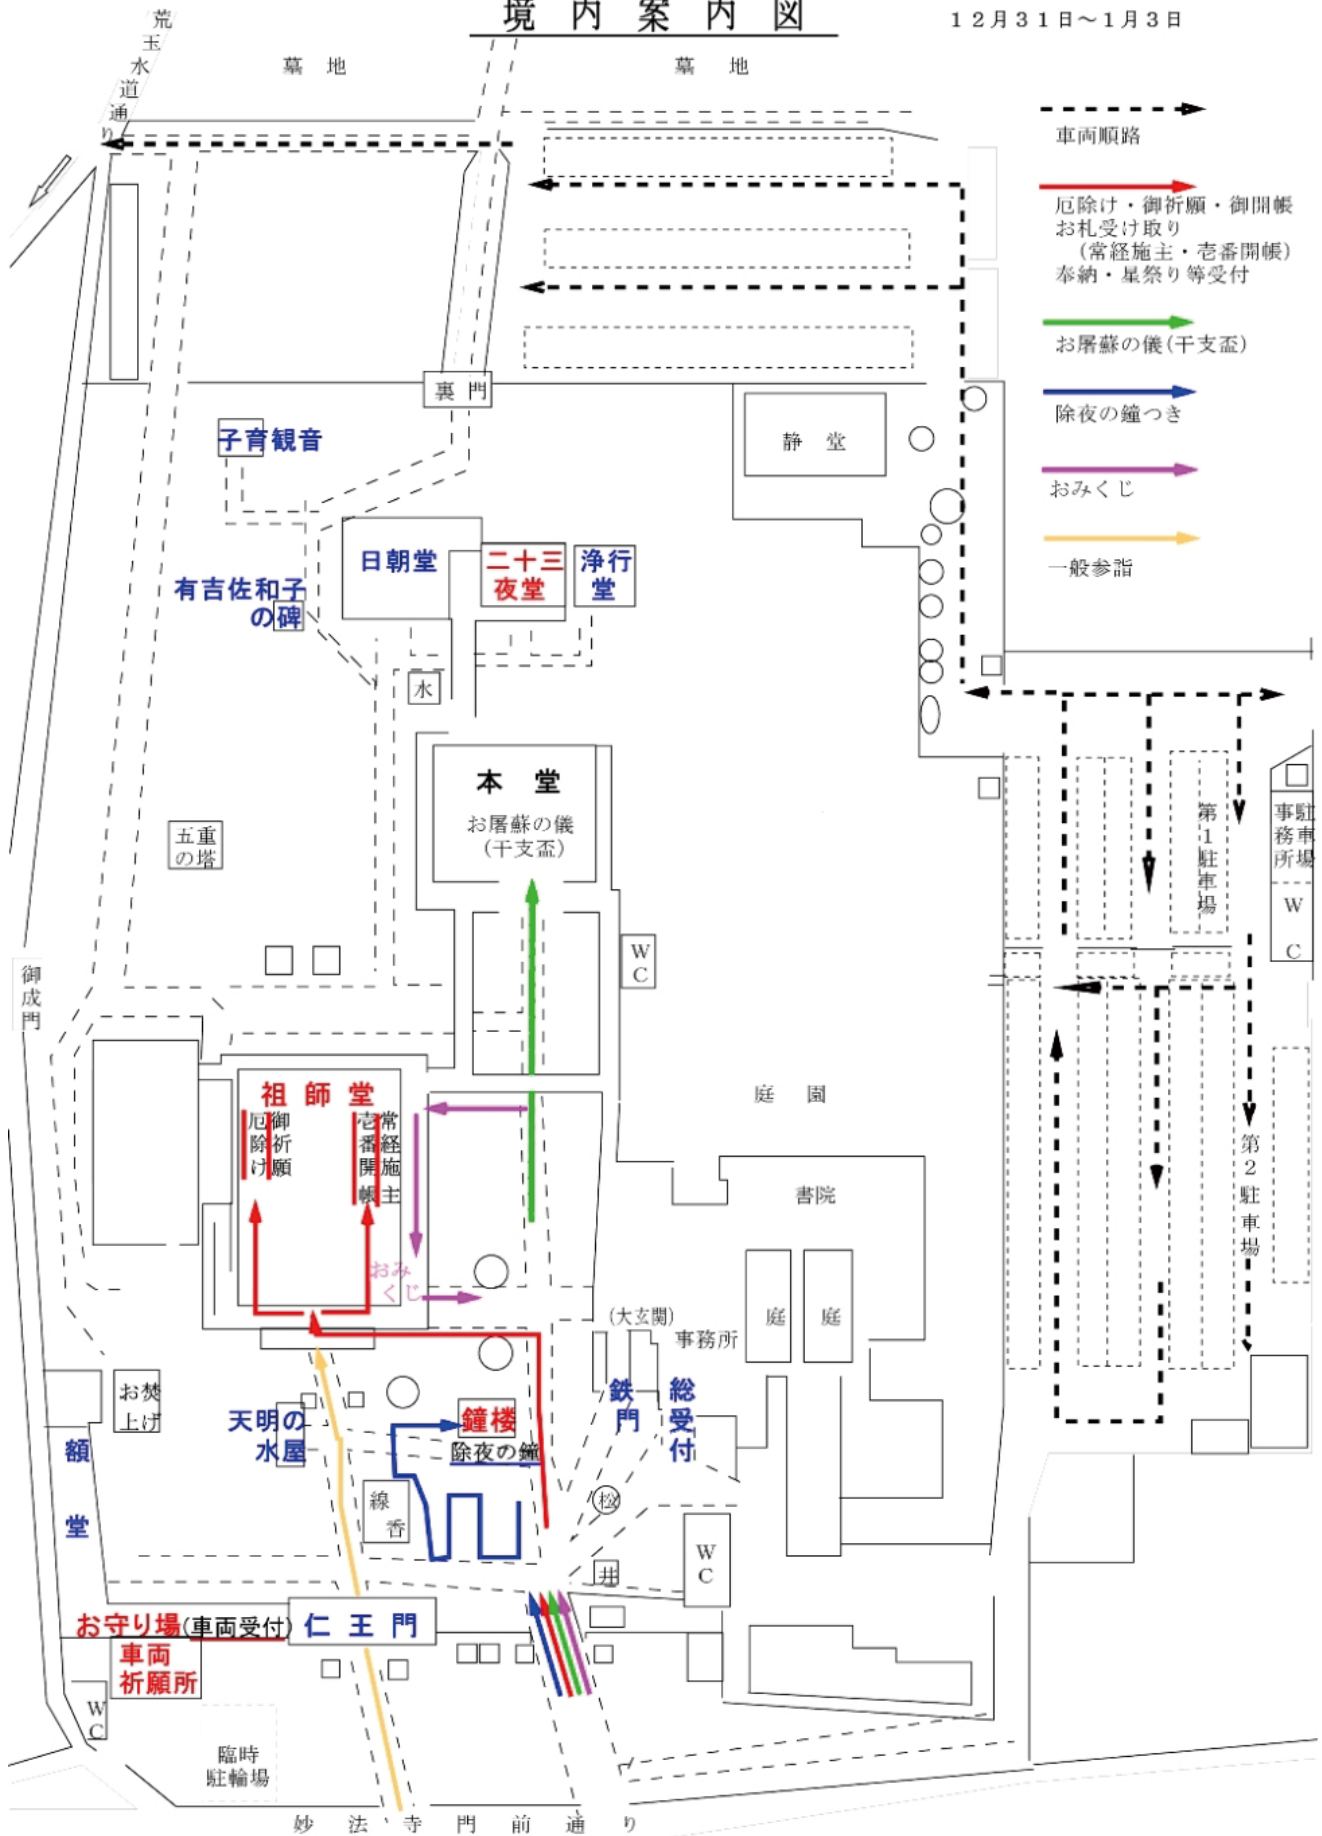 境内案内図
12月31日～1月3日
荒玉水道通り
墓地
墓地
車両順路
厄除け・御祈願・御開帳
お札受け取り
(常経施主・壱番開帳)
奉納・星祭り等受付
お屠蘇の儀(干支盃)
除夜の鐘つき
おみくじ
一般参詣
裏門
静堂
子育観音
日朝堂
二十三
夜堂
浄行
堂
有吉佐和子
の碑
水
本堂
お屠蘇の儀
(干支盃)
五重
の塔
WC
第1駐車場
駐車場
事務所
WC
御成門
庭園
祖師堂
御祈願
厄除け
常経施主
壱番開帳
おみ
くじ
第2駐車場
書院
庭
庭
(大玄関)
事務所
お焚
上げ
天明の
水屋
鐘楼
除夜の鐘
鉄門
総受付
額堂
線香
松
井
WC
お守り場(車両受付)
仁王門
車両
祈願所
WC
臨時
駐輪場
妙法寺門前通り